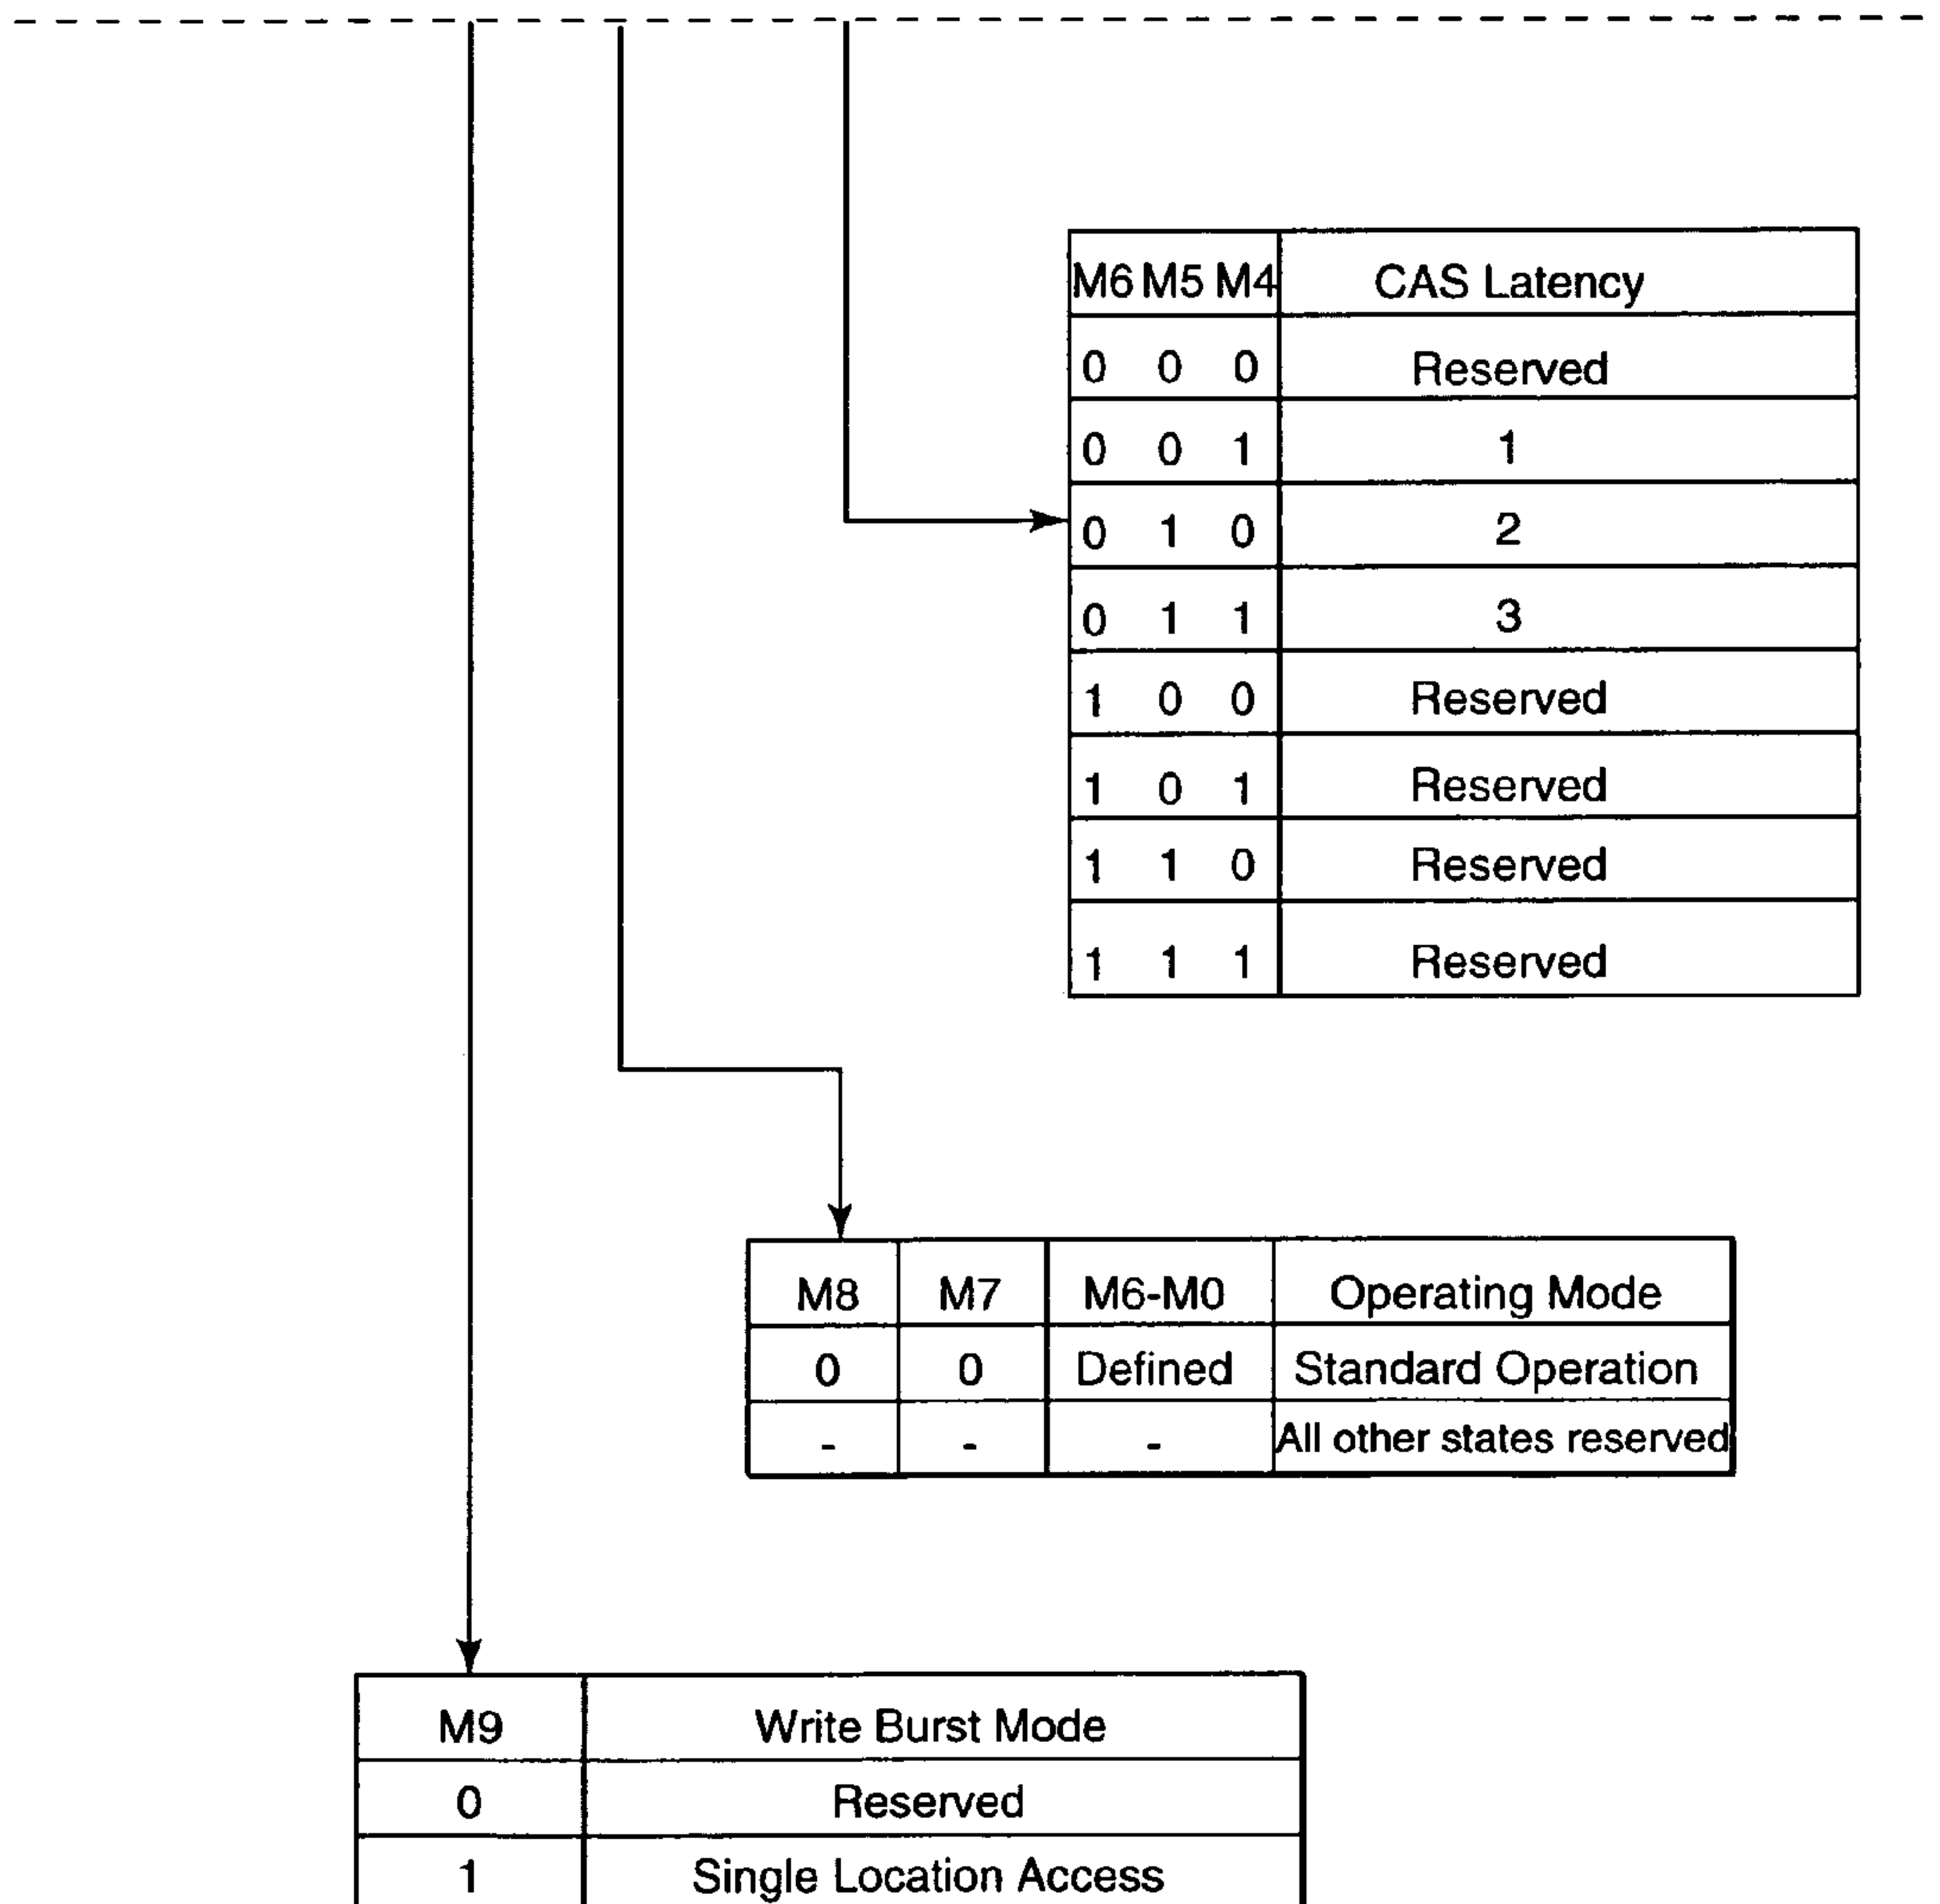 M6 M5 M4 CAS Latency
0 0 0 Reserved
0 0 1 1
0 1 0 2
0 1 1 3
1 0 0 Reserved
1 0 1 Reserved
1 1 0 Reserved
1 1 1 Reserved
M8 M7 M6-M0 Operating Mode
0 0 Defined Standard Operation
- - - All other states reserved
M9 Write Burst Mode
0 Reserved
1 Single Location Access